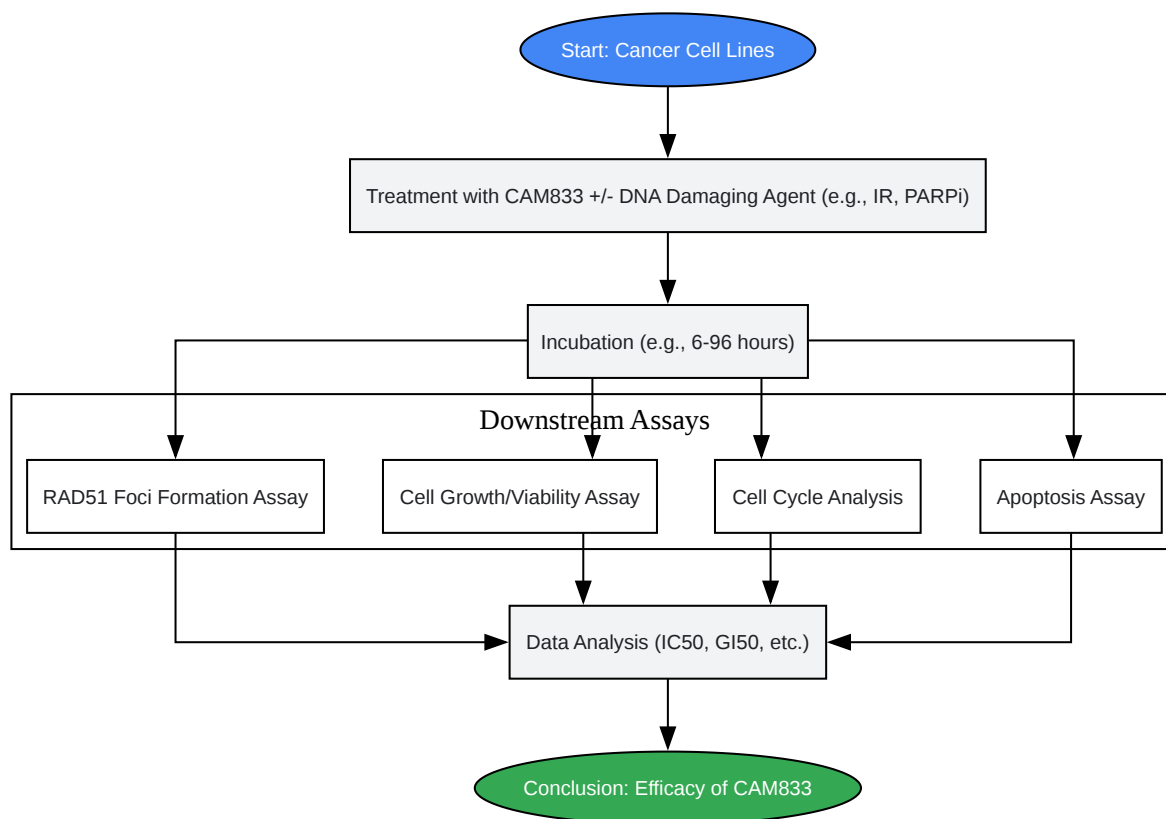 Start: Cancer Cell Lines
Treatment with CAM833 +/- DNA Damaging Agent (e.g., IR, PARPi)
Incubation (e.g., 6-96 hours)
Downstream Assays
RAD51 Foci Formation Assay
Cell Growth/Viability Assay
Cell Cycle Analysis
Apoptosis Assay
Data Analysis (IC50, GI50, etc.)
Conclusion: Efficacy of CAM833